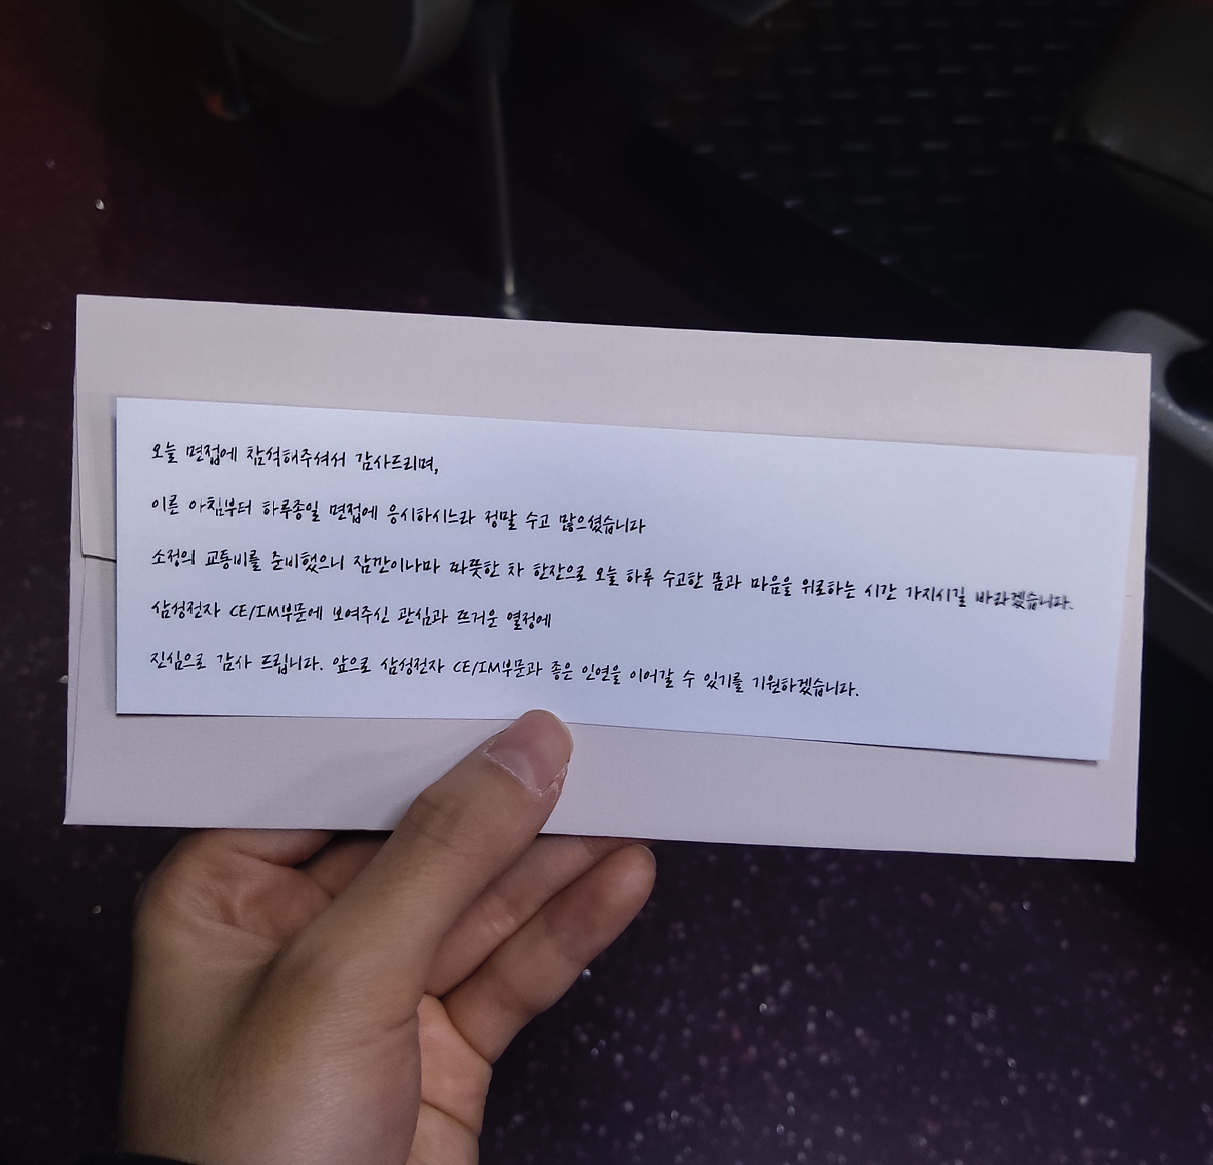 오늘 면접에 참석해주셔서 감사드리며,
이른 아침부터 하루종일 면접에 응시하시느라 정말 수고 많으셨습니다
소정의 교통비를 준비했으니 잠깐이나마 따뜻한 차 한잔으로 오늘 하루 수고한 몸과 마음을 위로하는 시간 가지시길 바라겠습니다.
삼성전자 CE/IM부문에 보여주신 관심과 뜨거운 열정에
진심으로 감사 드립니다. 앞으로 삼성전자 CE/IM부문과 좋은 인연을 이어갈 수 있기를 기원하겠습니다.